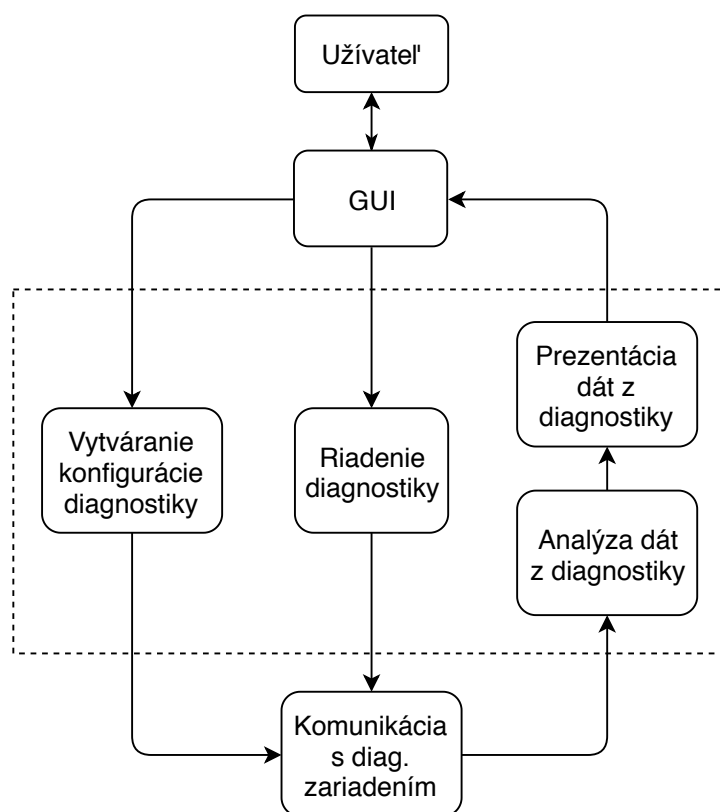 Užívateľ
GUI
Prezentácia
dát z
diagnostiky
Vytváranie
konfigurácie
diagnostiky
Riadenie
diagnostiky
Analýza dát
z diagnostiky
Komunikácia
s diag.
zariadením